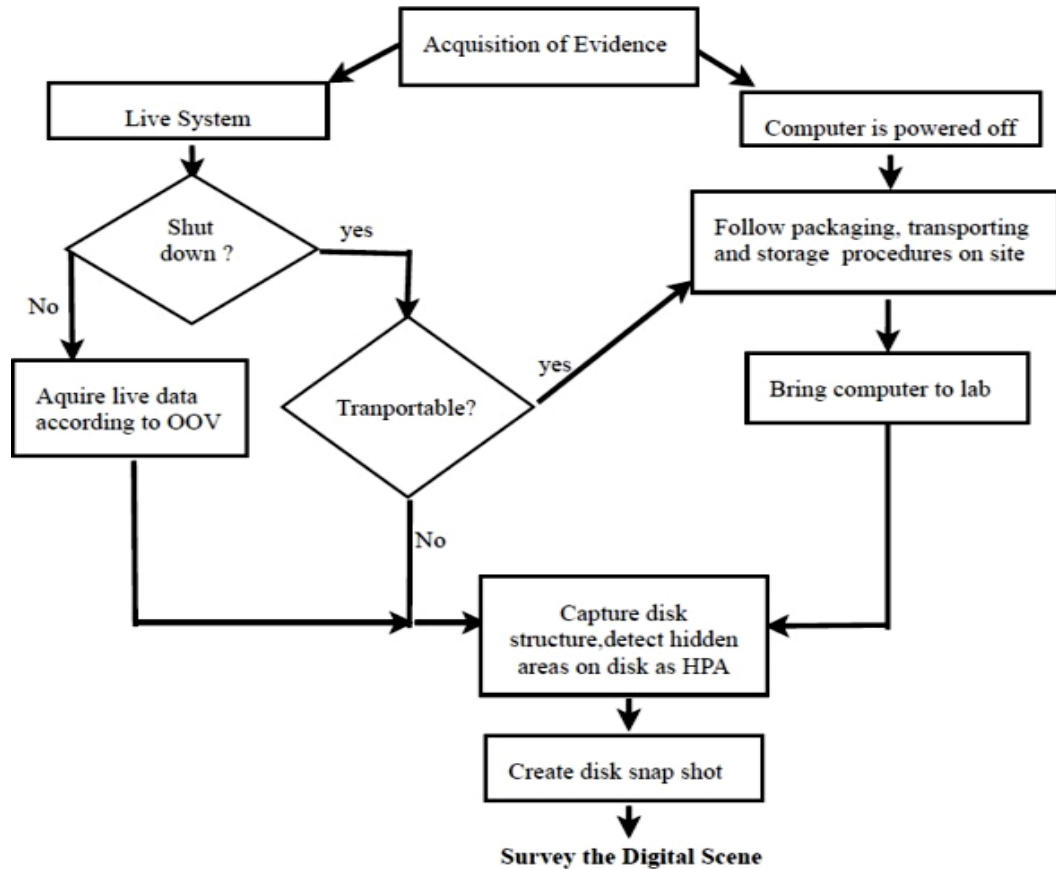 Acquisition of Evidence
Live System
Computer is powered off
Shut
down ?
yes
Follow packaging, transporting
and storage procedures on site
No
yes
Aquire live data
according to OOV
Tranportable?
Bring computer to lab
No
Capture disk
structure,detect hidden
areas on disk as HPA
Create disk snap shot
Survey the Digital Scene